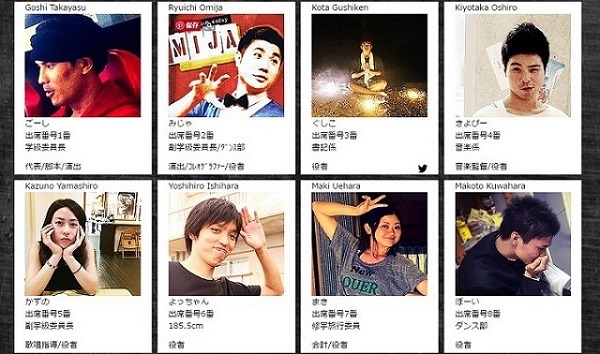 Goshi Takayasu
ごーし
出席番号1番
学級委員長
代表/脚本/演出
Ryuichi Omija
保存
MIJA
みじゃ
出席番号2番
副学級委員長/ダンス部
演出/コレオグラファー/役者
Kota Gushiken
ぐしこ
出席番号3番
書記係
役者
Kiyotaka Oshiro
きよぴー
出席番号4番
音楽係
音楽監督/役者
Kazuno Yamashiro
かずの
出席番号5番
副学級委員長
歌唱指導/役者
Yoshihiro Ishihara
よっちゃん
出席番号6番
185.5cm
役者
Maki Uehara
New
QUER
まき
出席番号7番
修学旅行委員
会計/役者
Makoto Kuwahara
ぼーい
出席番号8番
ダンス部
役者